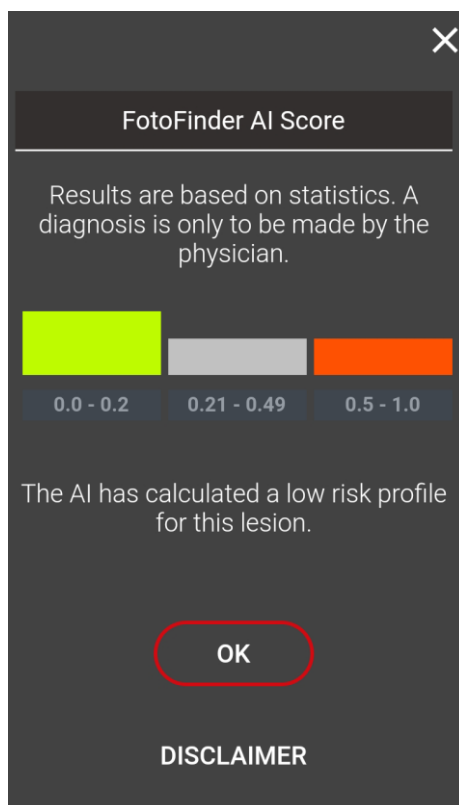 FotoFinder AI Score
Results are based on statistics. A
diagnosis is only to be made by the
physician.
0.0 - 0.2
0.21 - 0.49
0.5 - 1.0
The AI has calculated a low risk profile
for this lesion.
OK
DISCLAIMER